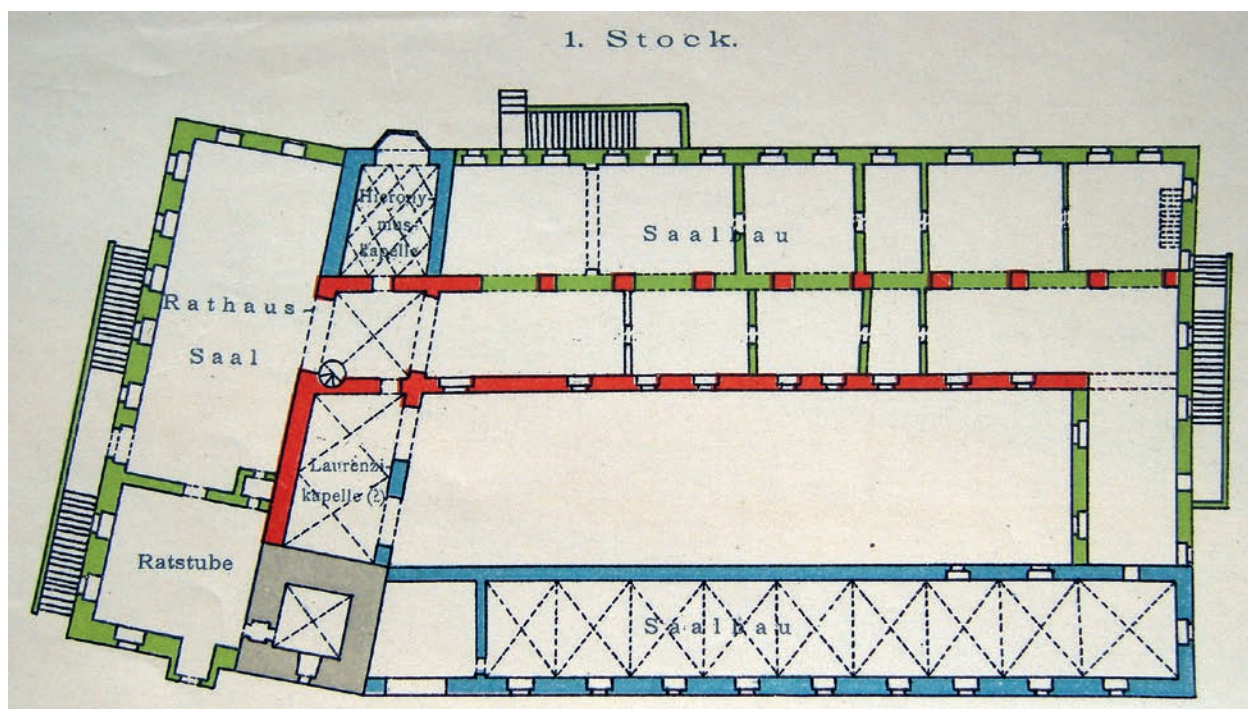 1. Stock.
Hierony-
mus-
kapelle
Saalbau
Rathaus-
Saal
Laurenzi-
kapelle (?)
Ratstube
Saalbau